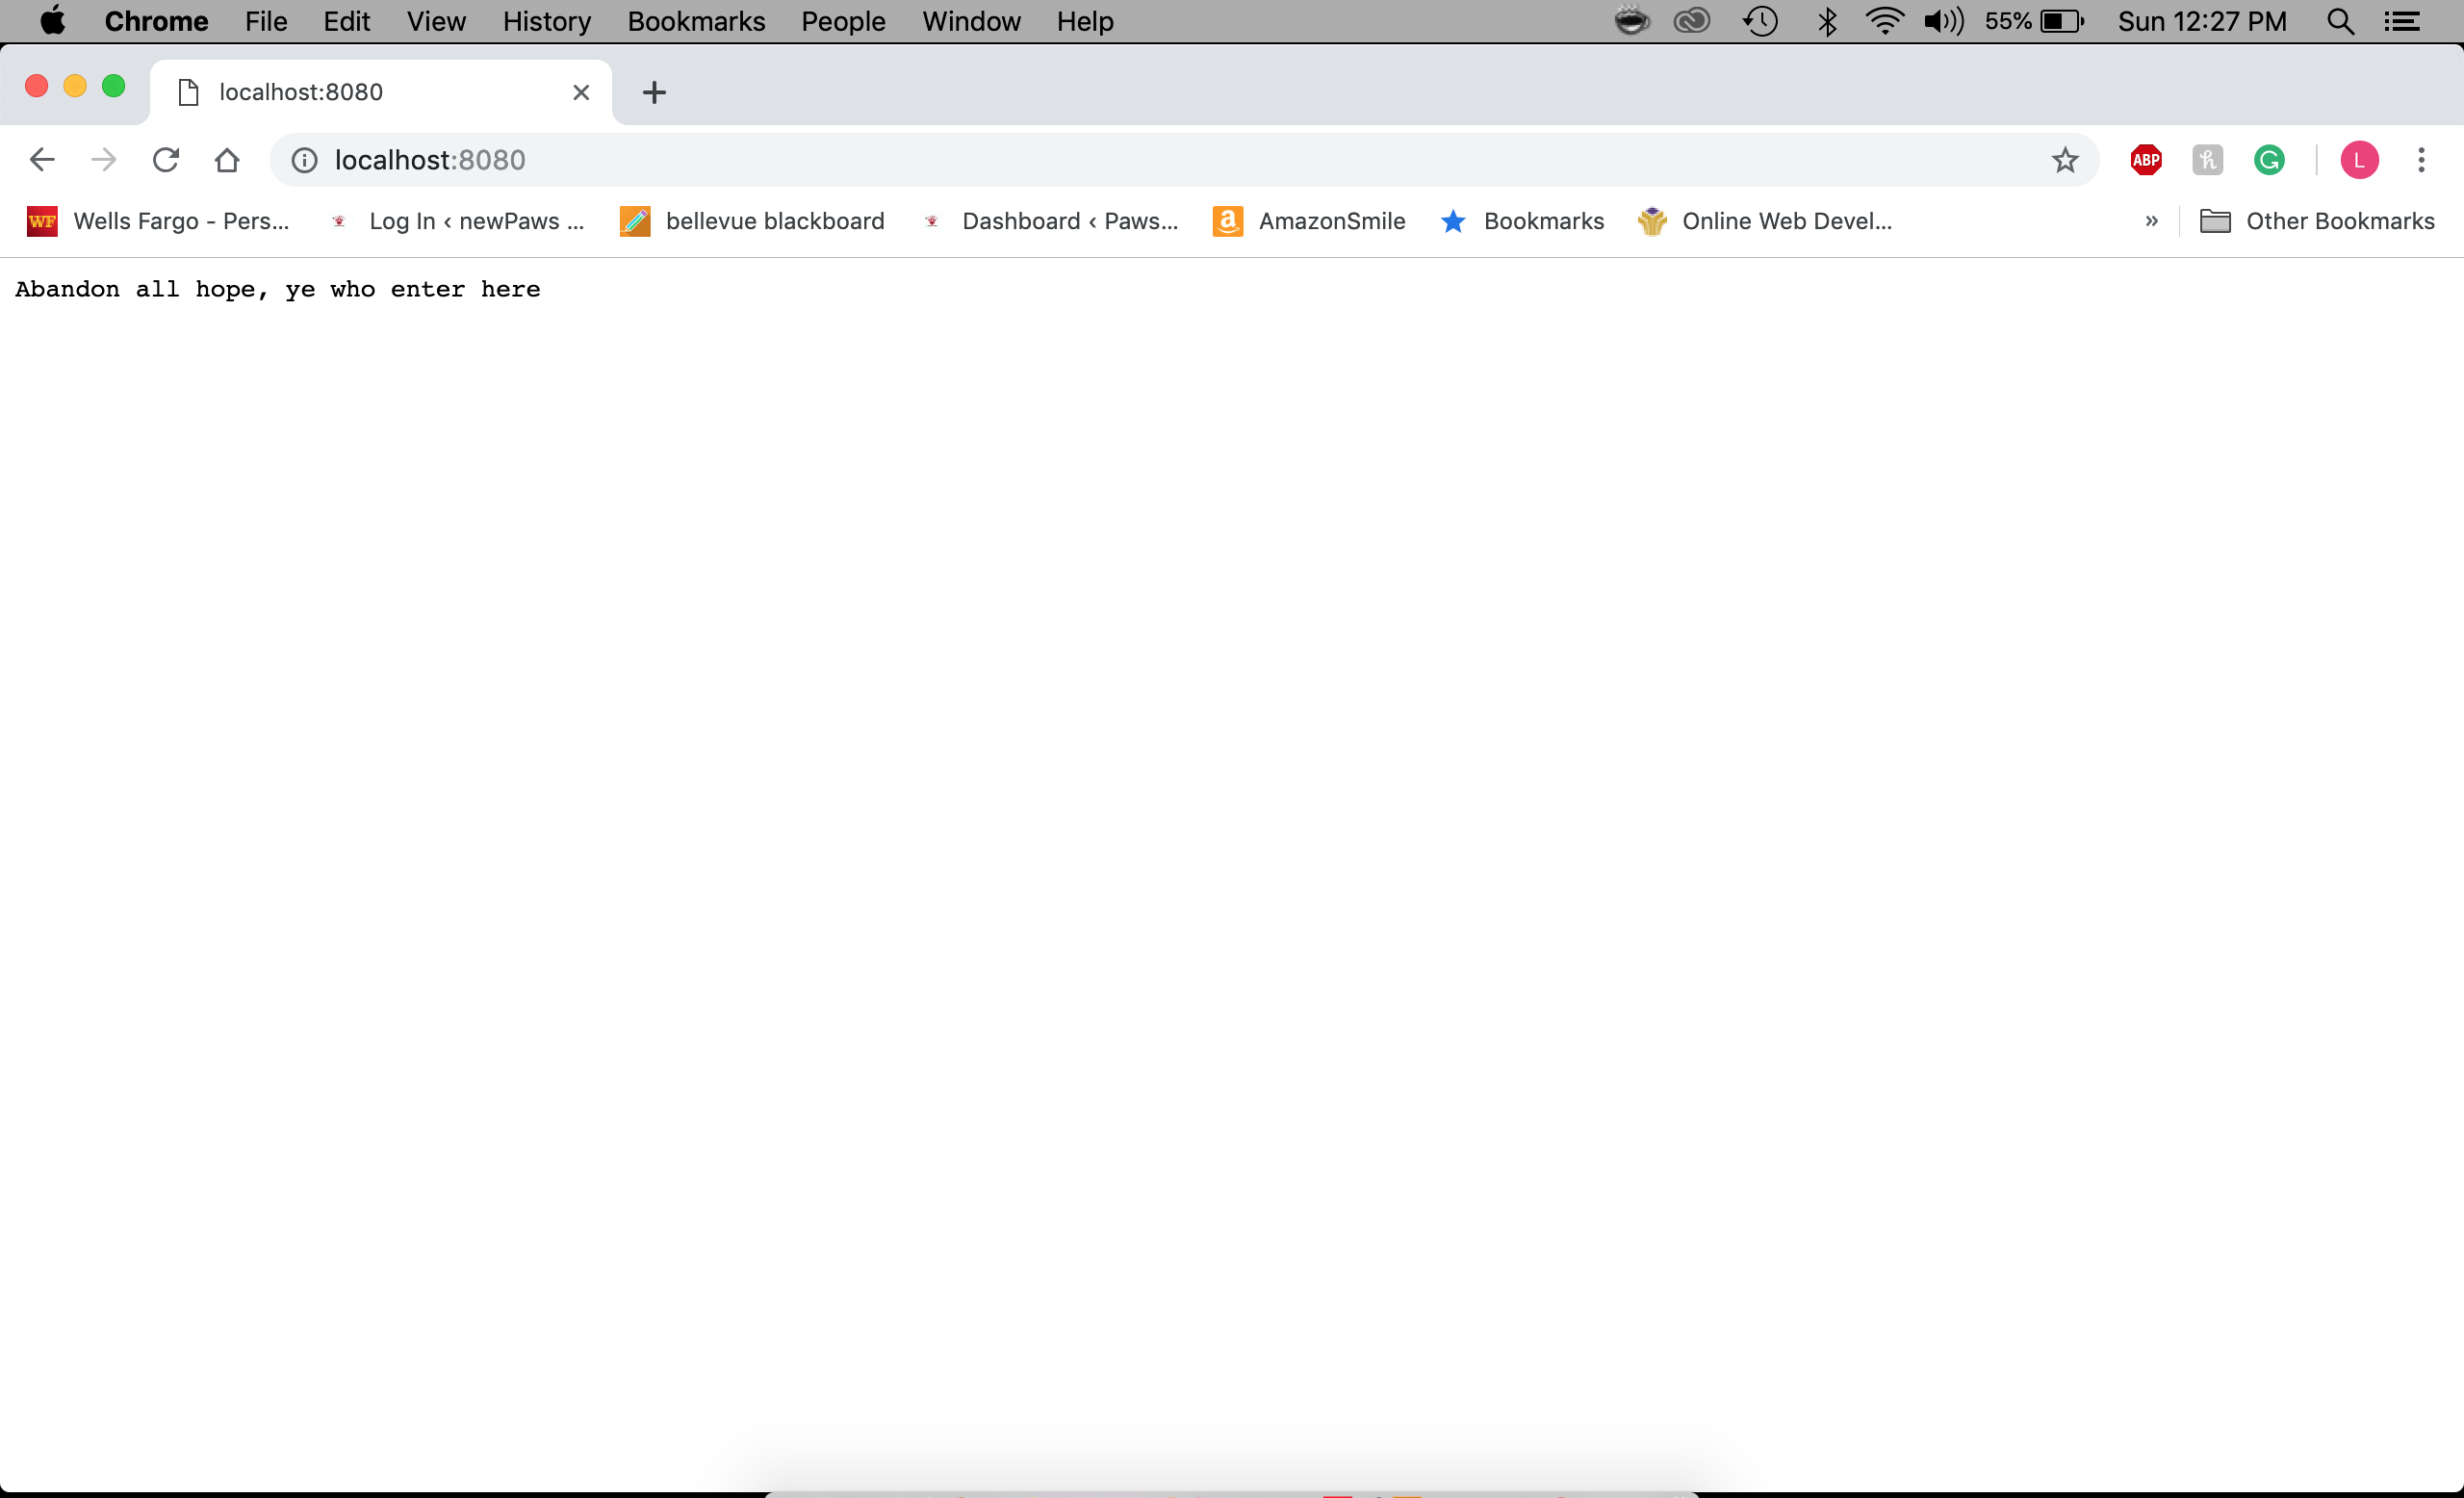 Chrome File Edit View History Bookmarks People Window Help 55% Sun 12:27 PM
localhost:8080
localhost:8080 ABP h G L
WF Wells Fargo - Pers... Log In ‹ newPaws ... bellevue blackboard Dashboard ‹ Paws... a AmazonSmile Bookmarks Online Web Devel... » Other Bookmarks
Abandon all hope, ye who enter here